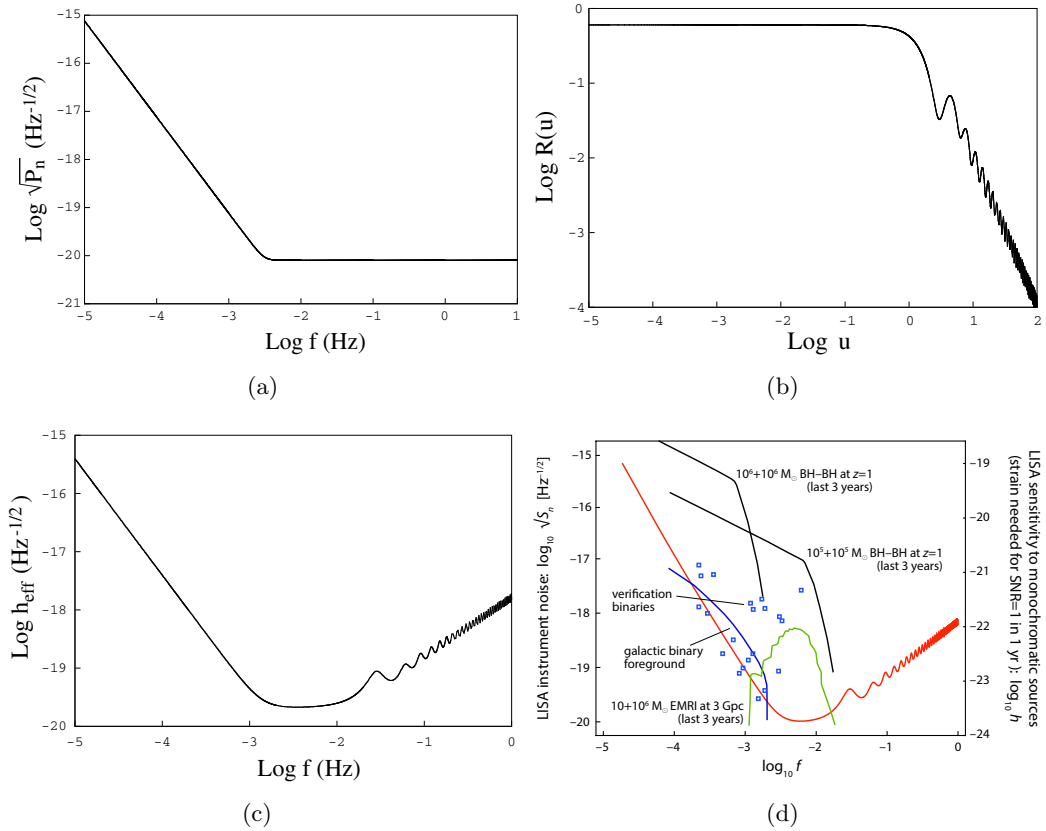 -15
-16
-17
-18
-19
-20
-21
Log √P_n (Hz^-1/2)
-5 -4 -3 -2 -1 0 1
Log f (Hz)
(a)
0
-1
-2
-3
-4
Log R(u)
-5 -4 -3 -2 -1 0 1 2
Log u
(b)
-15
-16
-17
-18
-19
-20
Log h_eff (Hz^-1/2)
-5 -4 -3 -2 -1 0
Log f (Hz)
(c)
LISA instrument noise: log₁₀ √S_n [Hz^-1/2]
-15
-16
-17
-18
-19
-20
10⁶+10⁶ M☉ BH–BH at z=1
(last 3 years)
10⁵+10⁵ M☉ BH–BH at z=1
(last 3 years)
verification
binaries
galactic binary
foreground
10+10⁶ M☉ EMRI at 3 Gpc
(last 3 years)
-19
-20
-21
-22
-23
-24
LISA sensitivity to monochromatic sources
(strain needed for SNR=1 in 1 yr ): log₁₀ h
-5 -4 -3 -2 -1 0
log₁₀ f
(d)